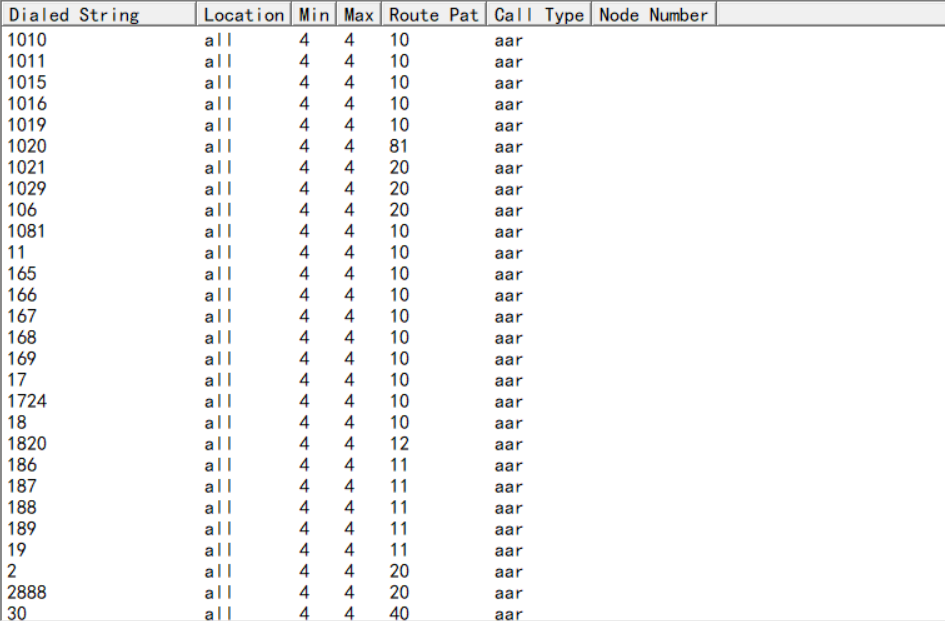 Dialed String Location Min Max Route Pat Call Type Node Number
1010 all 4 4 10 aar
1011 all 4 4 10 aar
1015 all 4 4 10 aar
1016 all 4 4 10 aar
1019 all 4 4 10 aar
1020 all 4 4 81 aar
1021 all 4 4 20 aar
1029 all 4 4 20 aar
106 all 4 4 20 aar
1081 all 4 4 10 aar
11 all 4 4 10 aar
165 all 4 4 10 aar
166 all 4 4 10 aar
167 all 4 4 10 aar
168 all 4 4 10 aar
169 all 4 4 10 aar
17 all 4 4 10 aar
1724 all 4 4 10 aar
18 all 4 4 10 aar
1820 all 4 4 12 aar
186 all 4 4 11 aar
187 all 4 4 11 aar
188 all 4 4 11 aar
189 all 4 4 11 aar
19 all 4 4 11 aar
2 all 4 4 20 aar
2888 all 4 4 20 aar
30 all 4 4 40 aar